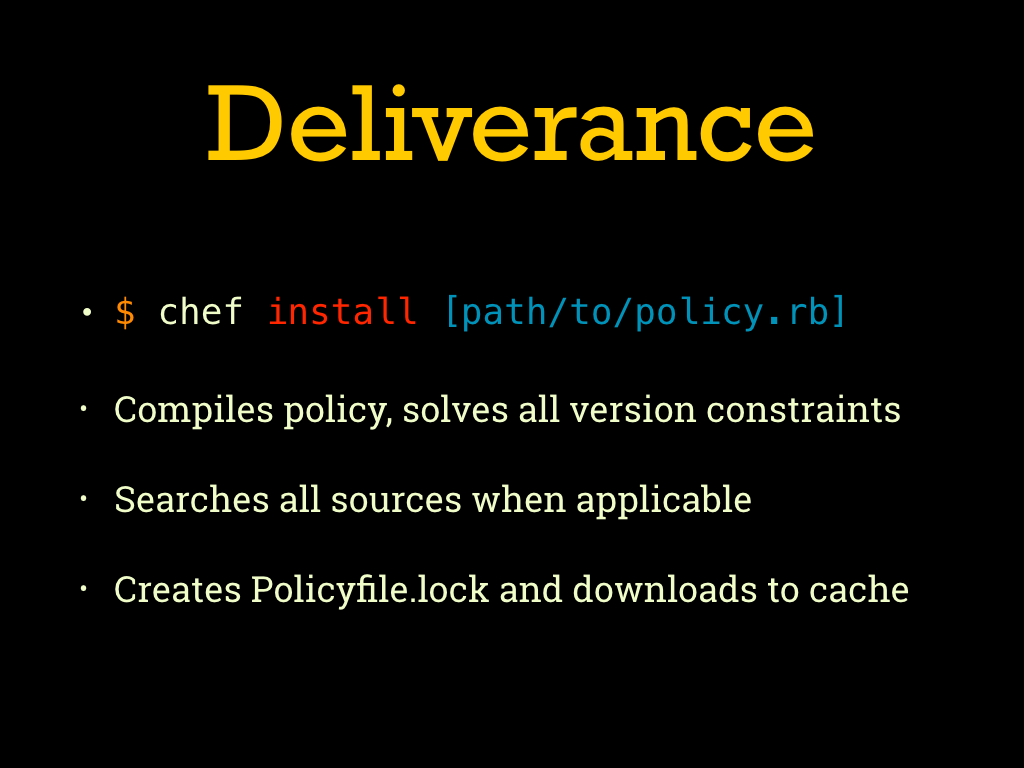 Deliverance
• $ chef install [path/to/policy.rb]
• Compiles policy, solves all version constraints
• Searches all sources when applicable
• Creates Policyfile.lock and downloads to cache